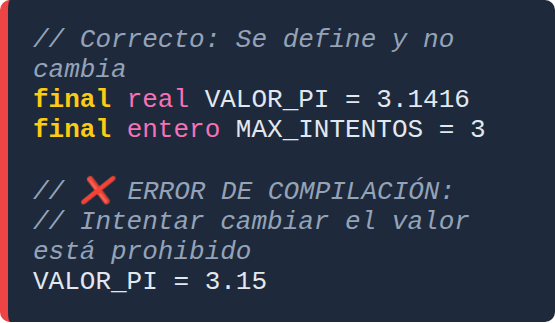 // Correcto: Se define y no
cambia
final real VALOR_PI = 3.1416
final entero MAX_INTENTOS = 3
// ❌ ERROR DE COMPILACIÓN:
// Intentar cambiar el valor
está prohibido
VALOR_PI = 3.15